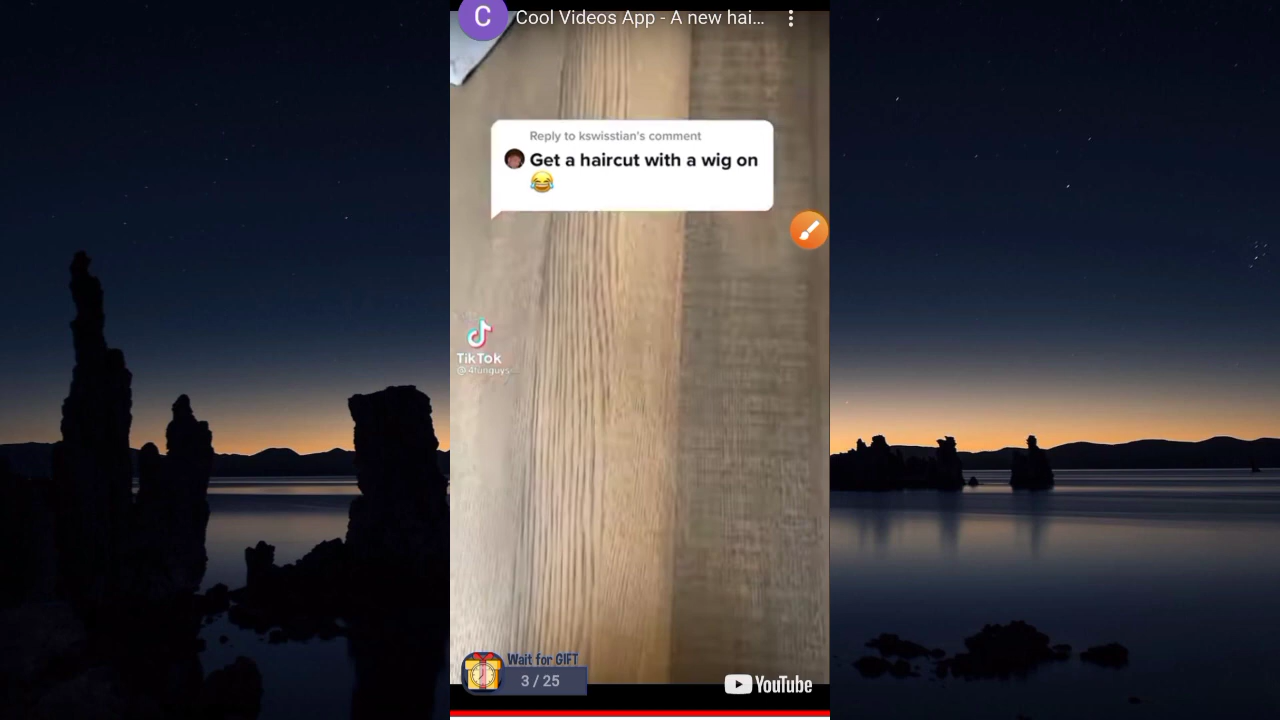 C
Cool Videos App - A new hai...
Reply to kswisstian's comment
Get a haircut with a wig on
😂
TikTok
@.4funguys
Wait for GIFT
3 / 25
YouTube